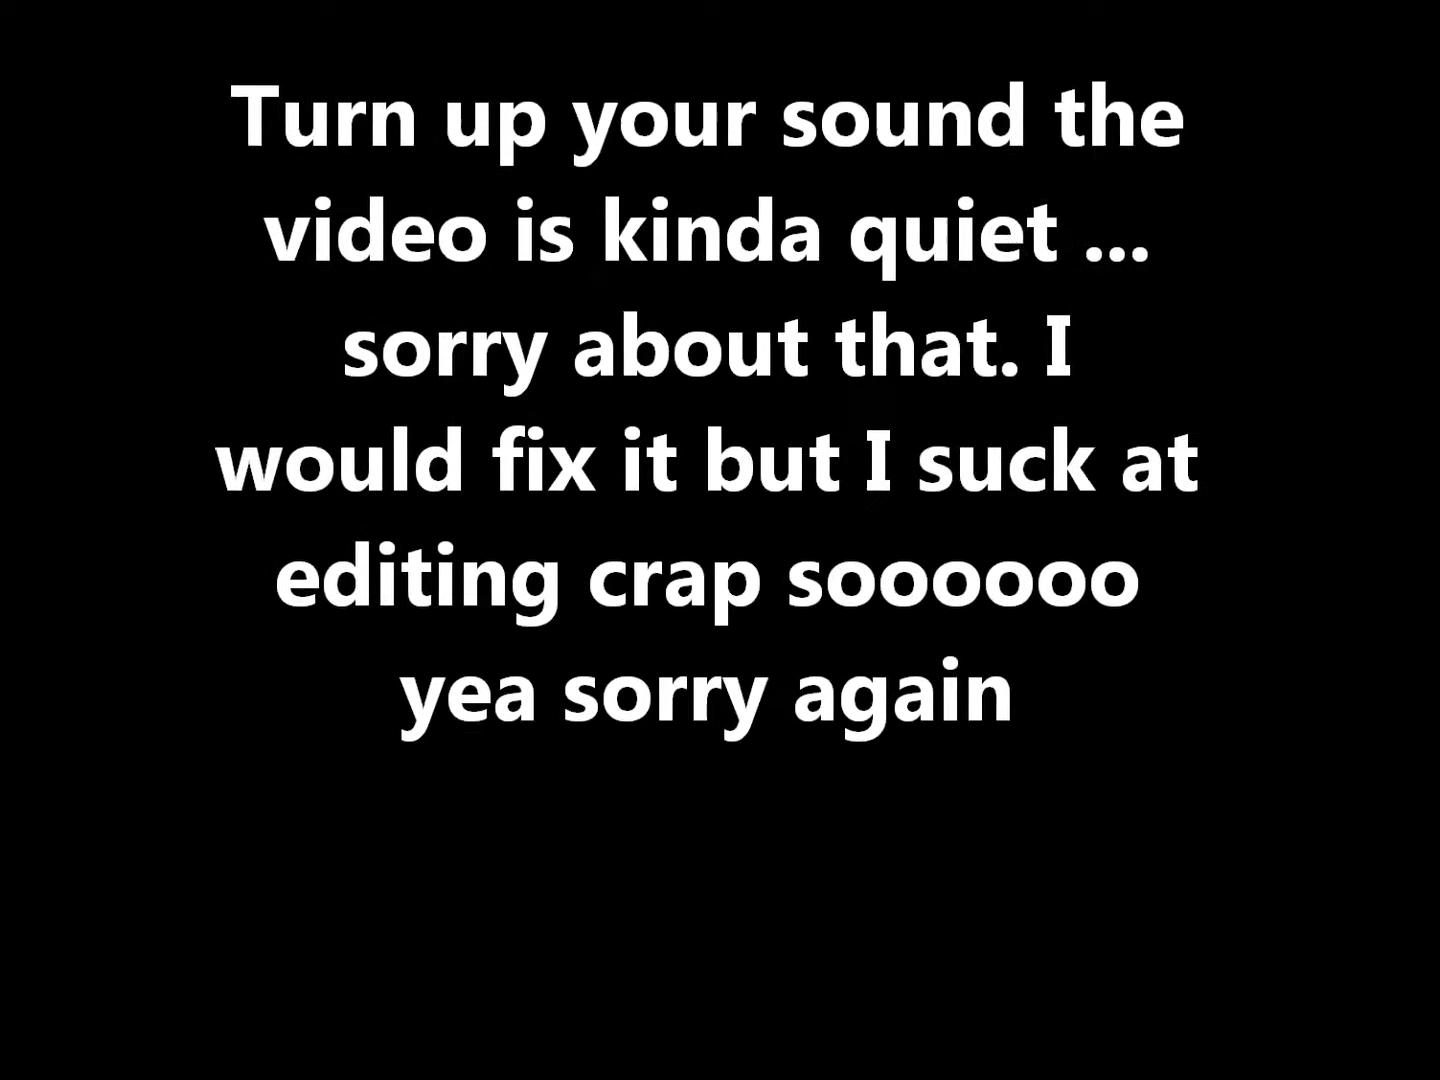 Turn up your sound the
video is kinda quiet ...
sorry about that. I
would fix it but I suck at
editing crap soooooo
yea sorry again